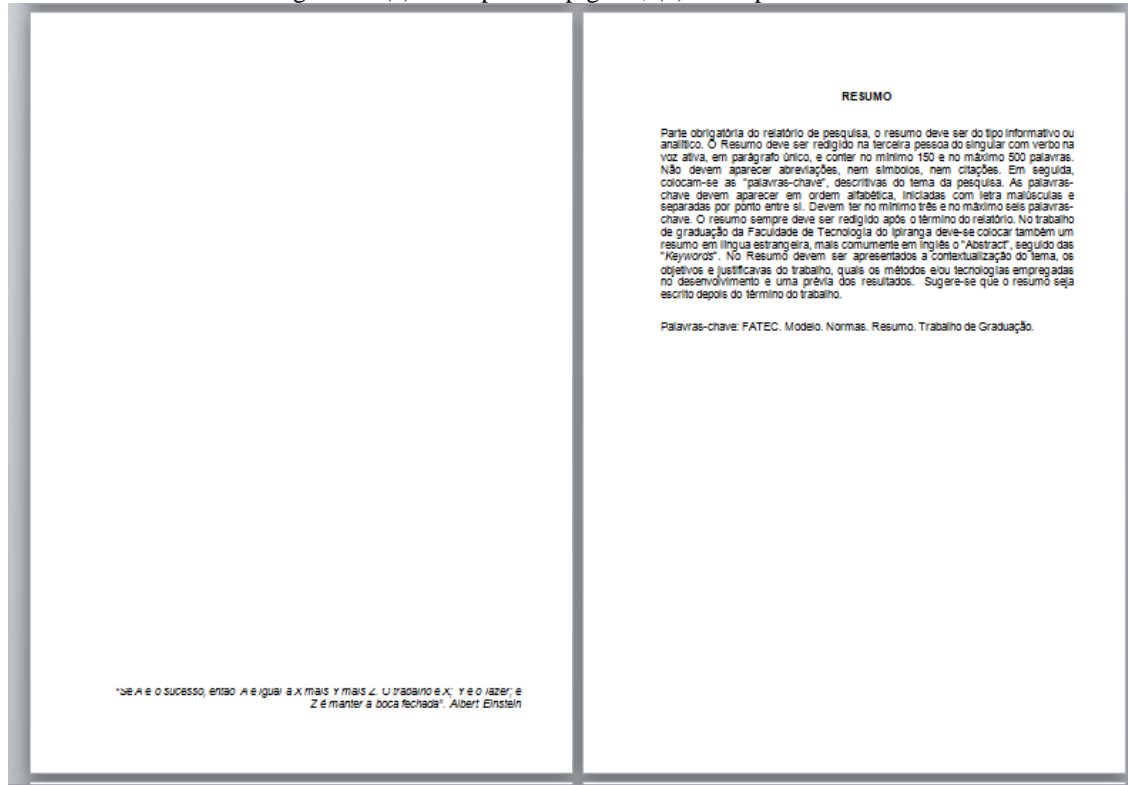 (
"Se A é o sucesso, então A é igual a X mais Y mais Z. O trabalho é X; Y é o lazer; e
Z é manter a boca fechada". Albert Einstein
RESUMO
Parte obrigatória do relatório de pesquisa, o resumo deve ser do tipo informativo ou
analítico. O Resumo deve ser redigido na terceira pessoa do singular com verbo na
voz ativa, em parágrafo único, e conter no mínimo 150 e no máximo 500 palavras.
Não devem aparecer abreviações, nem símbolos, nem citações. Em seguida,
colocam-se as "palavras-chave", descritivas do tema da pesquisa. As palavras-
chave devem aparecer em ordem alfabética, iniciadas com letra maiúsculas e
separadas por ponto entre si. Devem ter no mínimo três e no máximo seis palavras-
chave. O resumo sempre deve ser redigido após o término do relatório. No trabalho
de graduação da Faculdade de Tecnologia do Ipiranga deve-se colocar também um
resumo em língua estrangeira, mais comumente em inglês o "Abstract", seguido das
"Keywords". No Resumo devem ser apresentados a contextualização do tema, os
objetivos e justificavas do trabalho, quais os métodos e/ou tecnologias empregadas
no desenvolvimento e uma prévia dos resultados. Sugere-se que o resumo seja
escrito depois do término do trabalho.
Palavras-chave: FATEC. Modelo. Normas. Resumo. Trabalho de Graduação.